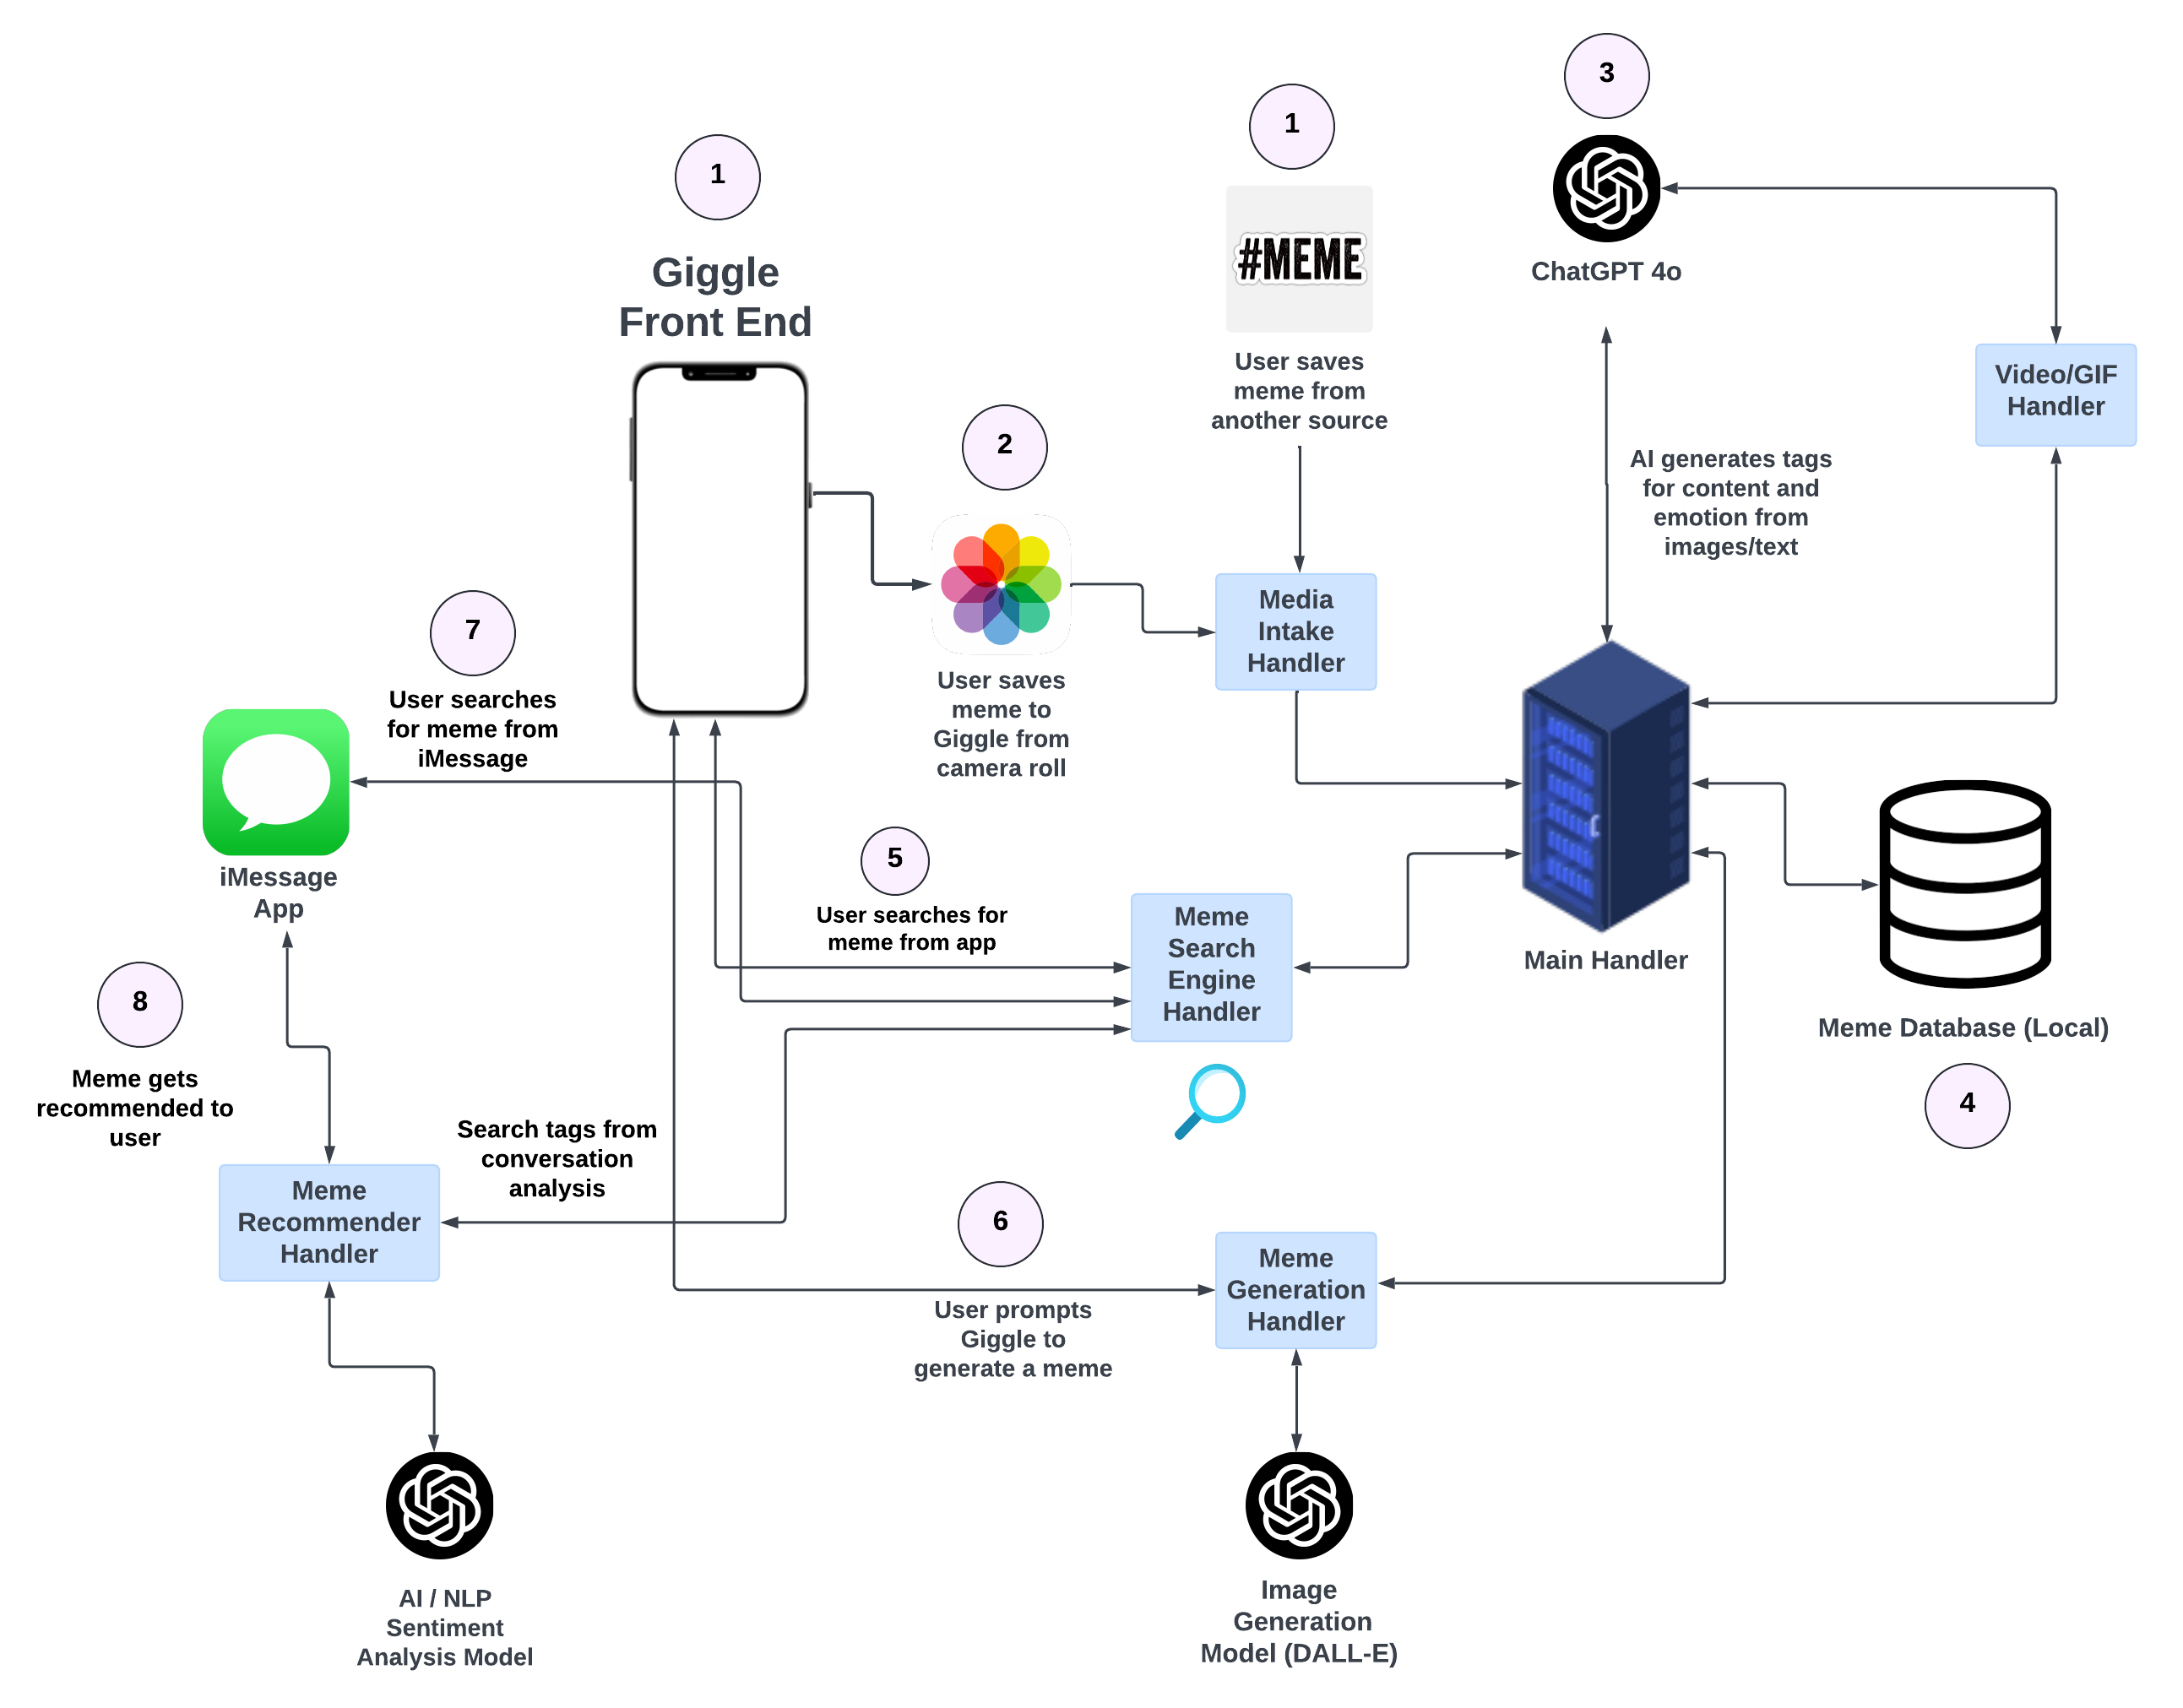 3
1
1
#MEME
Giggle
Front End
ChatGPT 4o
User saves
meme from
another source
Video/GIF
Handler
2
AI generates tags
for content and
emotion from
images/text
Media
Intake
Handler
7
User searches
for meme from
iMessage
User saves
meme to
Giggle from
camera roll
5
iMessage
App
User searches for
meme from app
Meme
Search
Engine
Handler
Main Handler
8
Meme Database (Local)
4
Meme gets
recommended to
user
Search tags from
conversation
analysis
Meme
Recommender
Handler
6
Meme
Generation
Handler
User prompts
Giggle to
generate a meme
AI / NLP
Sentiment
Analysis Model
Image
Generation
Model (DALL-E)